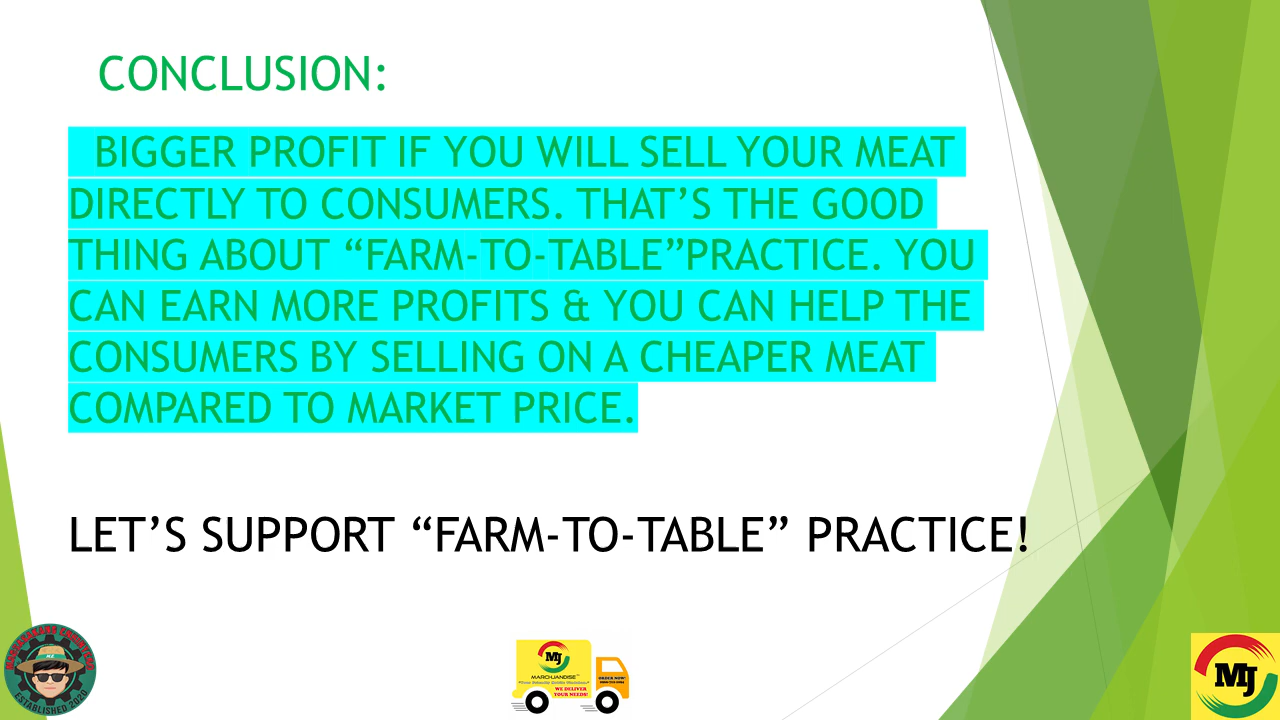 CONCLUSION:
BIGGER PROFIT IF YOU WILL SELL YOUR MEAT
DIRECTLY TO CONSUMERS. THAT’S THE GOOD
THING ABOUT “FARM-TO-TABLE”PRACTICE. YOU
CAN EARN MORE PROFITS & YOU CAN HELP THE
CONSUMERS BY SELLING ON A CHEAPER MEAT
COMPARED TO MARKET PRICE.
LET’S SUPPORT “FARM-TO-TABLE” PRACTICE!
ESTABLISHED 2020
MJ
MARCHJANDISE
WE DELIVER
YOUR NEEDS!
ORDER NOW!
MJ